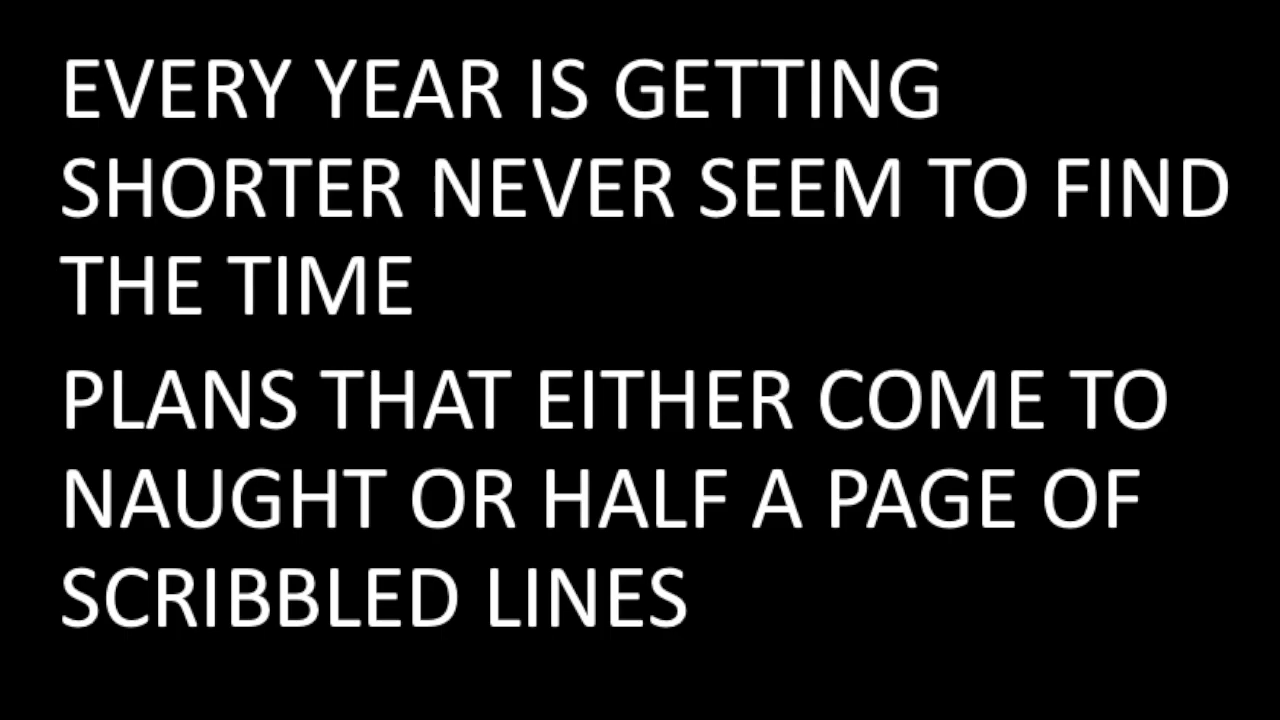 EVERY YEAR IS GETTING
SHORTER NEVER SEEM TO FIND
THE TIME
PLANS THAT EITHER COME TO
NAUGHT OR HALF A PAGE OF
SCRIBBLED LINES